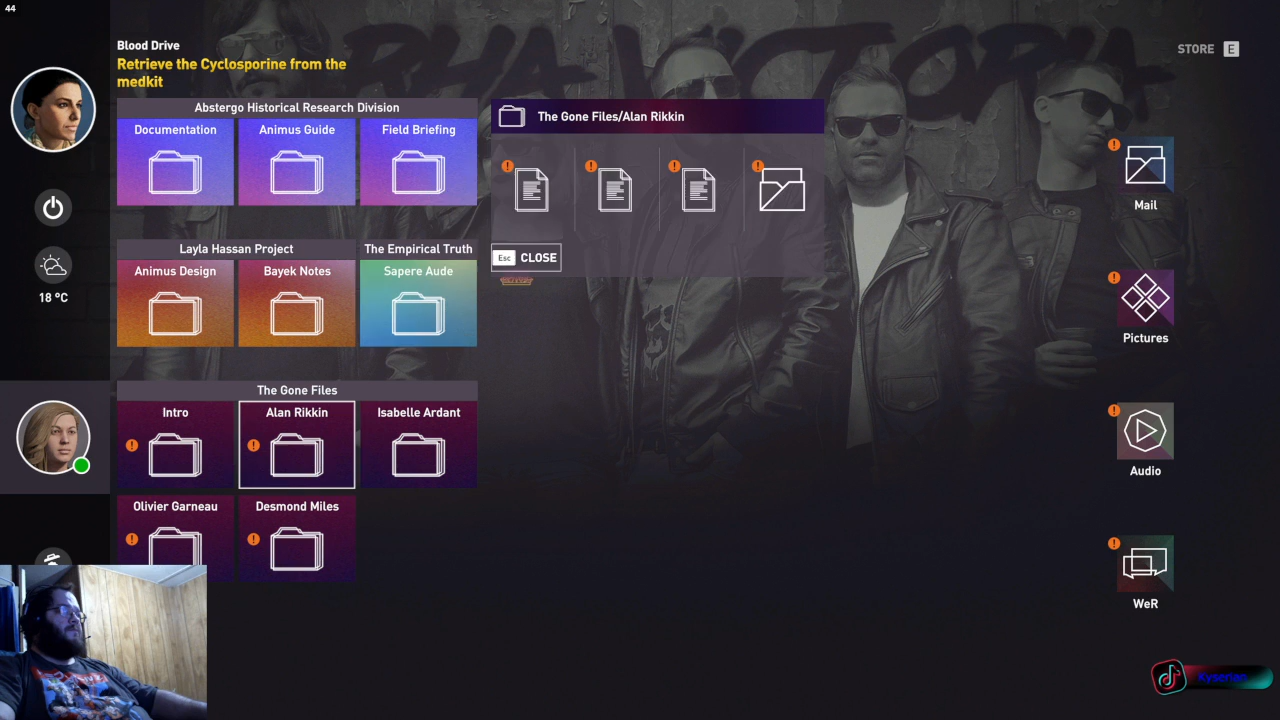 44
Blood Drive
Retrieve the Cyclosporine from the
medkit
STORE E
Abstergo Historical Research Division
Documentation
Animus Guide
Field Briefing
Layla Hassan Project
The Empirical Truth
Animus Design
Bayek Notes
Sapere Aude
18 °C
The Gone Files
Intro
Alan Rikkin
Isabelle Ardant
Olivier Garneau
Desmond Miles
The Gone Files/Alan Rikkin
Esc CLOSE
Mail
Pictures
Audio
WeR
Kyserian